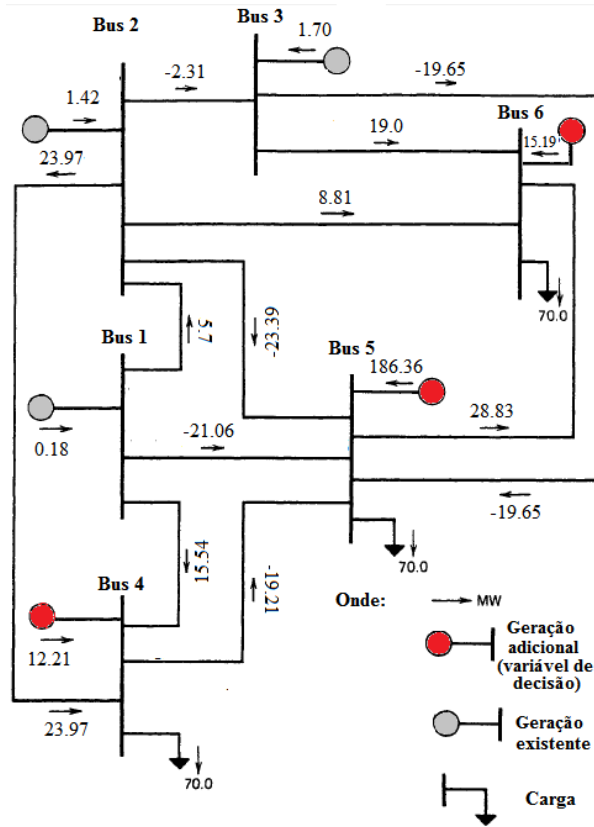 Bus 3
Bus 2
1.70
-2.31
-19.65
Bus 6
1.42
19.0
15.19
23.97
8.81
70.0
Bus 1
5.7
-23.39
Bus 5
186.36
-21.06
28.83
0.18
-19.65
15.54
70.0
Bus 4
-19.21
Onde:
MW
12.21
Geração
adicional
(variável de
decisão)
23.97
Geração
existente
70.0
Carga